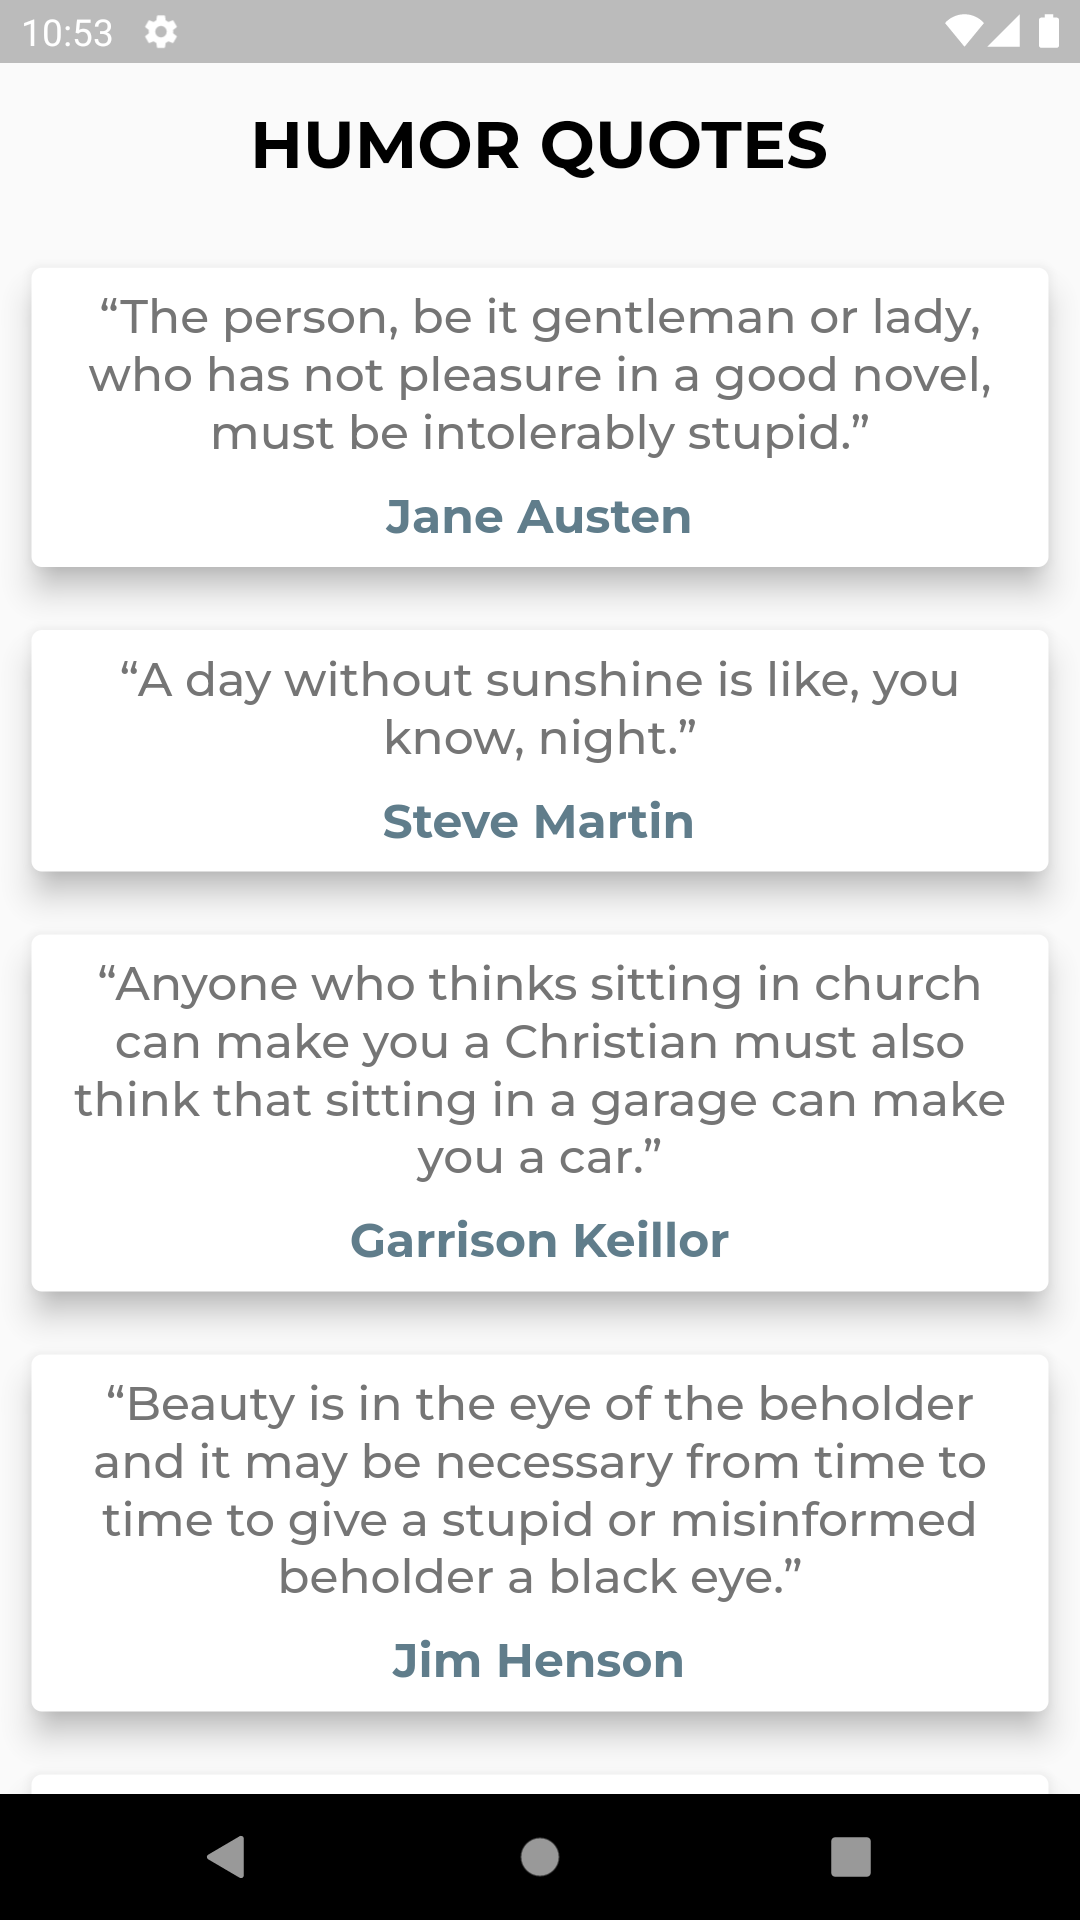 10:53
HUMOR QUOTES
“The person, be it gentleman or lady,
who has not pleasure in a good novel,
must be intolerably stupid.”
Jane Austen
“A day without sunshine is like, you
know, night.”
Steve Martin
“Anyone who thinks sitting in church
can make you a Christian must also
think that sitting in a garage can make
you a car.”
Garrison Keillor
“Beauty is in the eye of the beholder
and it may be necessary from time to
time to give a stupid or misinformed
beholder a black eye.”
Jim Henson